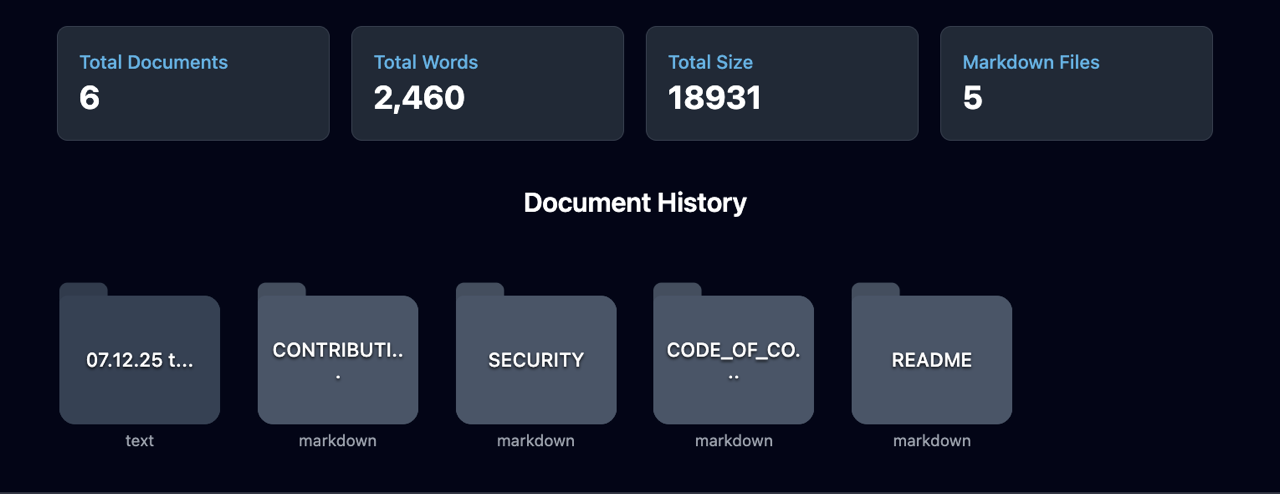 Total Documents
6
Total Words
2,460
Total Size
18931
Markdown Files
5
Document History
07.12.25 t...
CONTRIBUTI..
.
SECURITY
CODE_OF_CO.
..
README
text
markdown
markdown
markdown
markdown